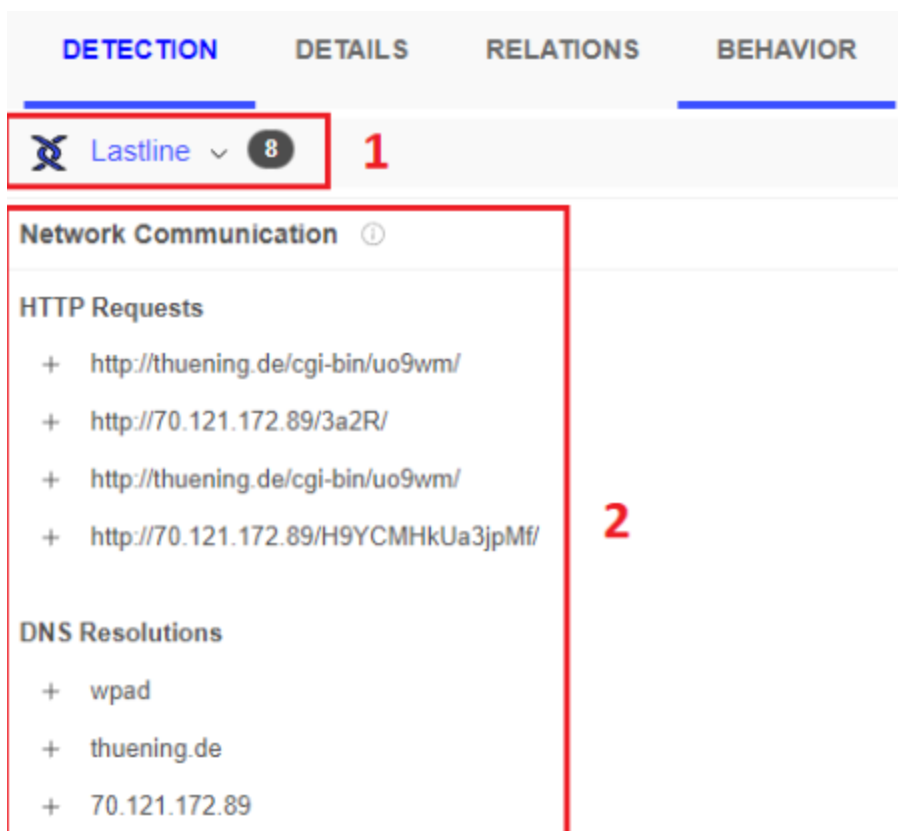 DETECTION DETAILS RELATIONS BEHAVIOR
Lastline 8 1
Network Communication
HTTP Requests
+ http://thuening.de/cgi-bin/uo9wm/
+ http://70.121.172.89/3a2R/
+ http://thuening.de/cgi-bin/uo9wm/
+ http://70.121.172.89/H9YCMHkUa3jpMf/
2
DNS Resolutions
+ wpad
+ thuening.de
+ 70.121.172.89